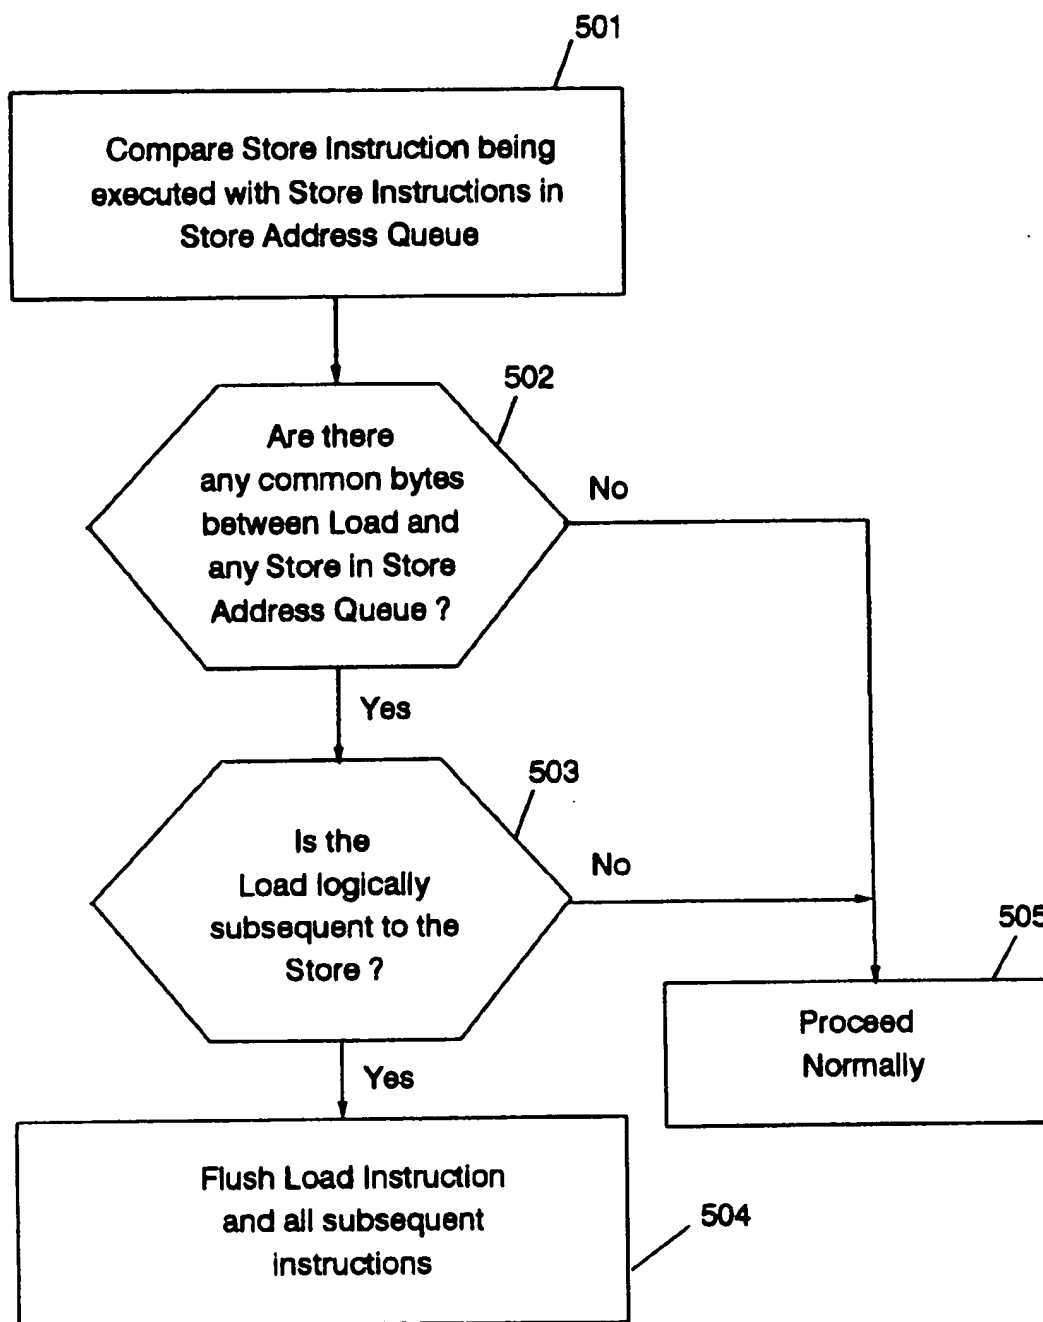 501
Compare Store Instruction being
executed with Store Instructions in
Store Address Queue
502
Are there
any common bytes
between Load and
any Store in Store
Address Queue ?
No
Yes
503
Is the
Load logically
subsequent to the
Store ?
No
Yes
505
Proceed
Normally
Flush Load Instruction
and all subsequent
instructions
504